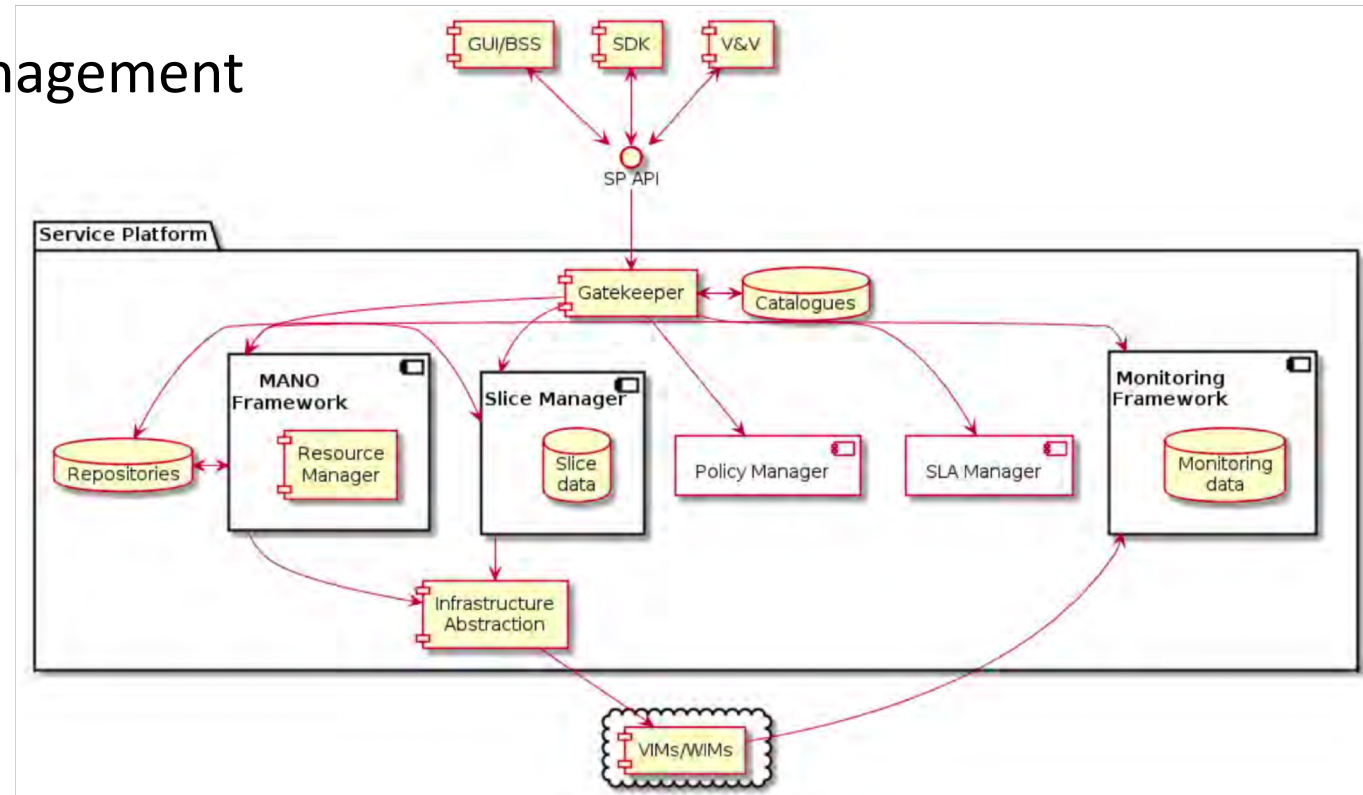 nagement
GUI/BSS
SDK
V&V
SP API
Service Platform
Gatekeeper
Catalogues
MANO
Framework
Slice Manager
Monitoring
Framework
Repositories
Resource
Manager
Slice
data
Policy Manager
SLA Manager
Monitoring
data
Infrastructure
Abstraction
VIMs/WIMs